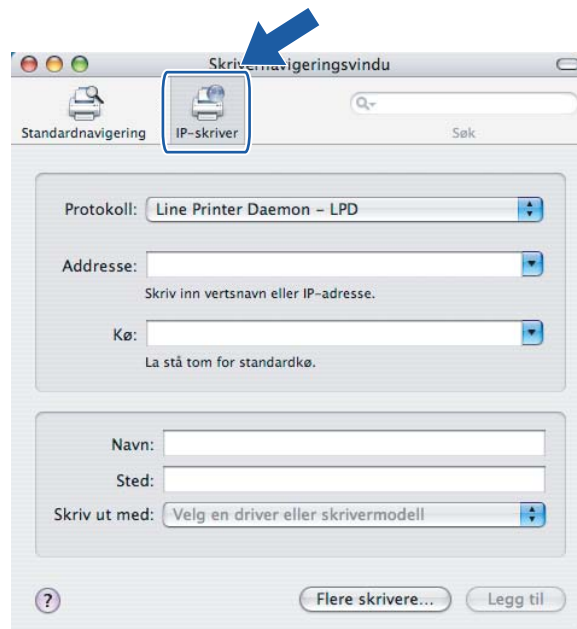 Skrivernavigeringsvindu
Standardnavigering IP-skriver Søk
Protokoll: Line Printer Daemon – LPD
Addresse:
Skriv inn vertsnavn eller IP-adresse.
Kø:
La stå tom for standardkø.
Navn:
Sted:
Skriv ut med: Velg en driver eller skrivermodell
? Flere skrivere... Legg til